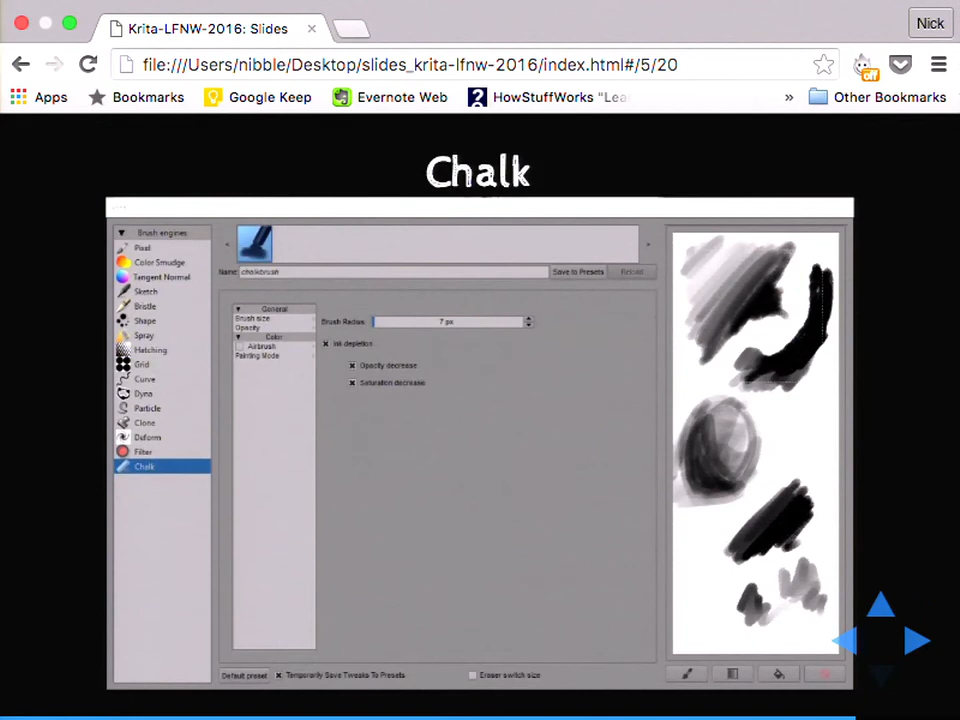 Krita-LFNW-2016: Slides
Nick
file:///Users/nibble/Desktop/slides_krita-lfnw-2016/index.html#/5/20
off
Apps Bookmarks Google Keep Evernote Web HowStuffWorks "Lea » Other Bookmarks
Chalk
Brush engines
Pixel
Color Smudge
Tangent Normal
Sketch
Bristle
Shape
Spray
Hatching
Grid
Curve
Dyna
Particle
Clone
Deform
Filter
Chalk
Name: chalkbrush Save to Presets Reload
General
Brush size
Opacity
Color
Airbrush
Painting Mode
Brush Radius: 7 px
Ink depletion
Opacity decrease
Saturation decrease
Default preset Temporarily Save Tweaks To Presets Eraser switch size